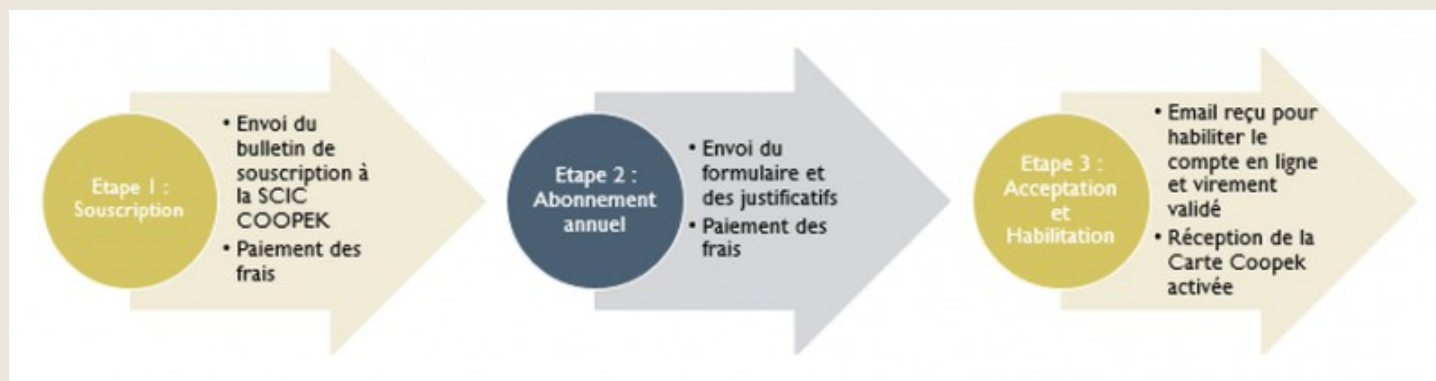 Etape 1 :
Souscription
• Envoi du
bulletin de
souscription à
la SCIC
COOPEK
• Paiement des
frais
Etape 2 :
Abonnement
annuel
• Envoi du
formulaire et
des justificatifs
• Paiement des
frais
Etape 3 :
Acceptation
et
Habilitation
• Email reçu pour
habiliter le
compte en ligne
et virement
validé
• Réception de la
Carte Coopek
activée